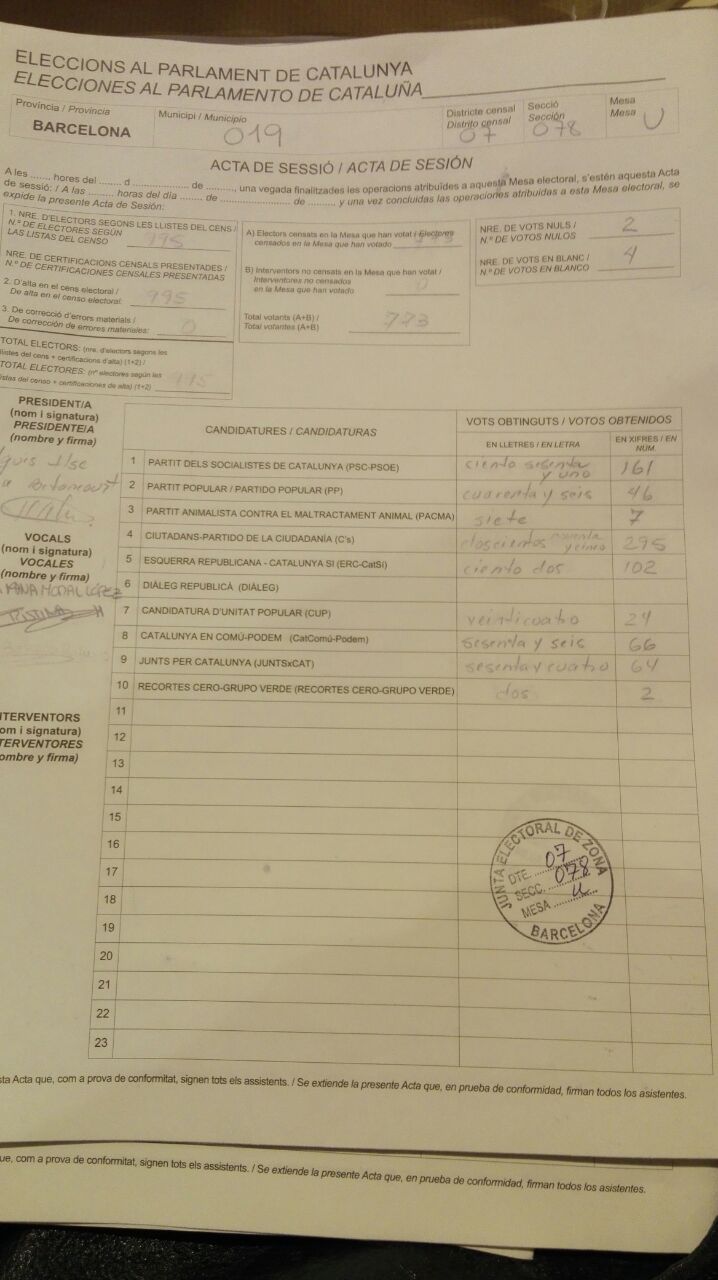 ELECCIONS AL PARLAMENT DE CATALUNYA
ELECCIONES AL PARLAMENTO DE CATALUÑA
Província / Provincia
BARCELONA
Municipi / Municipio
019
Districte censal
Distrito censal
07
Secció
Sección
078
Mesa
Mesa
U
ACTA DE SESSIÓ / ACTA DE SESIÓN
A les ........ hores del ........ d ........ de ........, una vegada finalitzades les operacions atribuïdes a aquesta Mesa electoral, s'estén aquesta Acta
de sessió: / A las ........ horas del día ........ de ........ de ........ y una vez concluidas las operaciones atribuidas a esta Mesa electoral, se
expide la presente Acta de Sesión:
1. NRE. D'ELECTORS SEGONS LES LLISTES DEL CENS /
N.º DE ELECTORES SEGÚN
LAS LISTAS DEL CENSO 995
NRE. DE CERTIFICACIONS CENSALS PRESENTADES /
N.º DE CERTIFICACIONES CENSALES PRESENTADAS
2. D'alta en el cens electoral /
De alta en el censo electoral: 995
3. De correcció d'errors materials /
De corrección de errores materiales: 0
TOTAL ELECTORS: (nre. d'electors segons les
llistes del cens + certificacions d'alta) (1+2) /
TOTAL ELECTORES: (nº electores según las
listas del censo + certificaciones de alta) (1+2) 995
A) Electors censats en la Mesa que han votat / Electores
censados en la Mesa que han votado
B) Interventors no censats en la Mesa que han votat /
Interventores no censados
en la Mesa que han votado 0
Total votants (A+B) /
Total votantes (A+B) 773
NRE. DE VOTS NULS /
N.º DE VOTOS NULOS 2
NRE. DE VOTS EN BLANC /
N.º DE VOTOS EN BLANCO 4
PRESIDENT/A
(nom i signatura)
PRESIDENTE/A
(nombre y firma)
VOCALS
(nom i signatura)
VOCALES
(nombre y firma)
NTERVENTORS
om i signatura)
TERVENTORES
ombre y firma)
CANDIDATURES / CANDIDATURAS
VOTS OBTINGUTS / VOTOS OBTENIDOS
EN LLETRES / EN LETRA
EN XIFRES / EN NÚM.
1 PARTIT DELS SOCIALISTES DE CATALUNYA (PSC-PSOE) ciento sesenta y uno 161
2 PARTIT POPULAR / PARTIDO POPULAR (PP) cuarenta y seis 46
3 PARTIT ANIMALISTA CONTRA EL MALTRACTAMENT ANIMAL (PACMA) siete 7
4 CIUTADANS-PARTIDO DE LA CIUDADANÍA (C's) doscientos noventa y cinco 295
5 ESQUERRA REPUBLICANA - CATALUNYA SI (ERC-CatSí) ciento dos 102
6 DIÀLEG REPUBLICÀ (DIÀLEG)
7 CANDIDATURA D'UNITAT POPULAR (CUP) veinticuatro 24
8 CATALUNYA EN COMÚ-PODEM (CatComú-Podem) sesenta y seis 66
9 JUNTS PER CATALUNYA (JUNTSxCAT) sesenta y cuatro 64
10 RECORTES CERO-GRUPO VERDE (RECORTES CERO-GRUPO VERDE) dos 2
11
12
13
14
15
16
17
18
19
20
21
22
23
JUNTA ELECTORAL DE ZONA
DTE. 07
SECC. 078
MESA u
BARCELONA
sta Acta que, com a prova de conformitat, signen tots els assistents. / Se extiende la presente Acta que, en prueba de conformidad, firman todos los asistentes.
ue, com a prova de conformitat, signen tots els assistents. / Se extiende la presente Acta que, en prueba de conformidad, firman todos los asistentes.